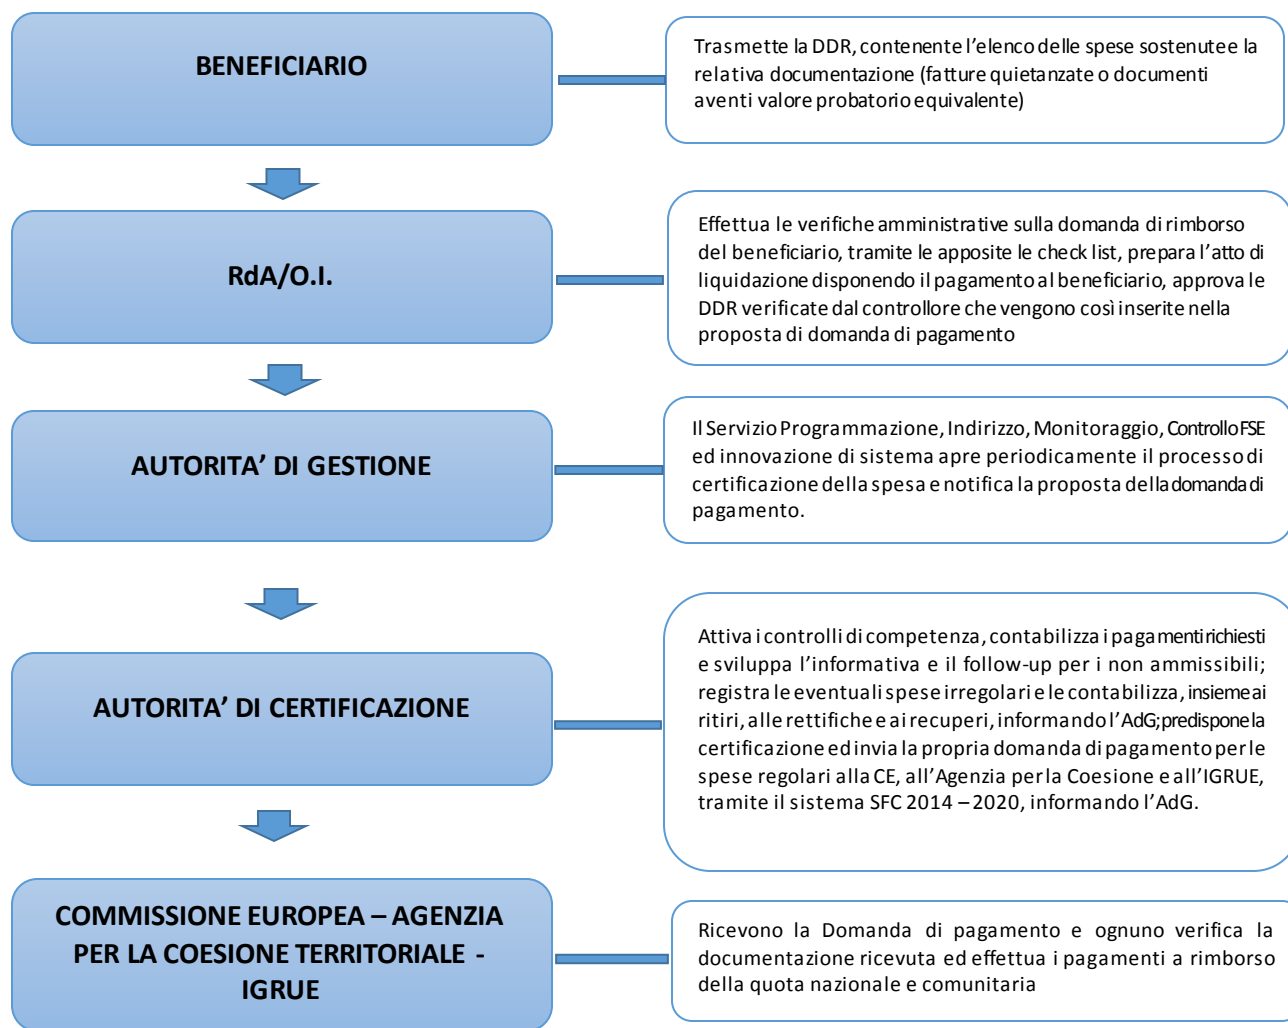 BENEFICIARIO
Trasmette la DDR, contenente l'elenco delle spese sostenute e la
relativa documentazione (fatture quietanzate o documenti
aventi valore probatorio equivalente)
RdA/O.I.
Effettua le verifiche amministrative sulla domanda di rimborso
del beneficiario, tramite le apposite le check list, prepara l'atto di
liquidazione disponendo il pagamento al beneficiario, approva le
DDR verificate dal controllore che vengono così inserite nella
proposta di domanda di pagamento
AUTORITA' DI GESTIONE
Il Servizio Programmazione, Indirizzo, Monitoraggio, Controllo FSE
ed innovazione di sistema apre periodicamente il processo di
certificazione della spesa e notifica la proposta della domanda di
pagamento.
AUTORITA' DI CERTIFICAZIONE
Attiva i controlli di competenza, contabilizza i pagamenti richiesti
e sviluppa l'informativa e il follow-up per i non ammissibili;
registra le eventuali spese irregolari e le contabilizza, insieme ai
ritiri, alle rettifiche e ai recuperi, informando l'AdG; predispone la
certificazione ed invia la propria domanda di pagamento per le
spese regolari alla CE, all'Agenzia per la Coesione e all'IGRUE,
tramite il sistema SFC 2014 – 2020, informando l'AdG.
COMMISSIONE EUROPEA – AGENZIA
PER LA COESIONE TERRITORIALE -
IGRUE
Ricevono la Domanda di pagamento e ognuno verifica la
documentazione ricevuta ed effettua i pagamenti a rimborso
della quota nazionale e comunitaria